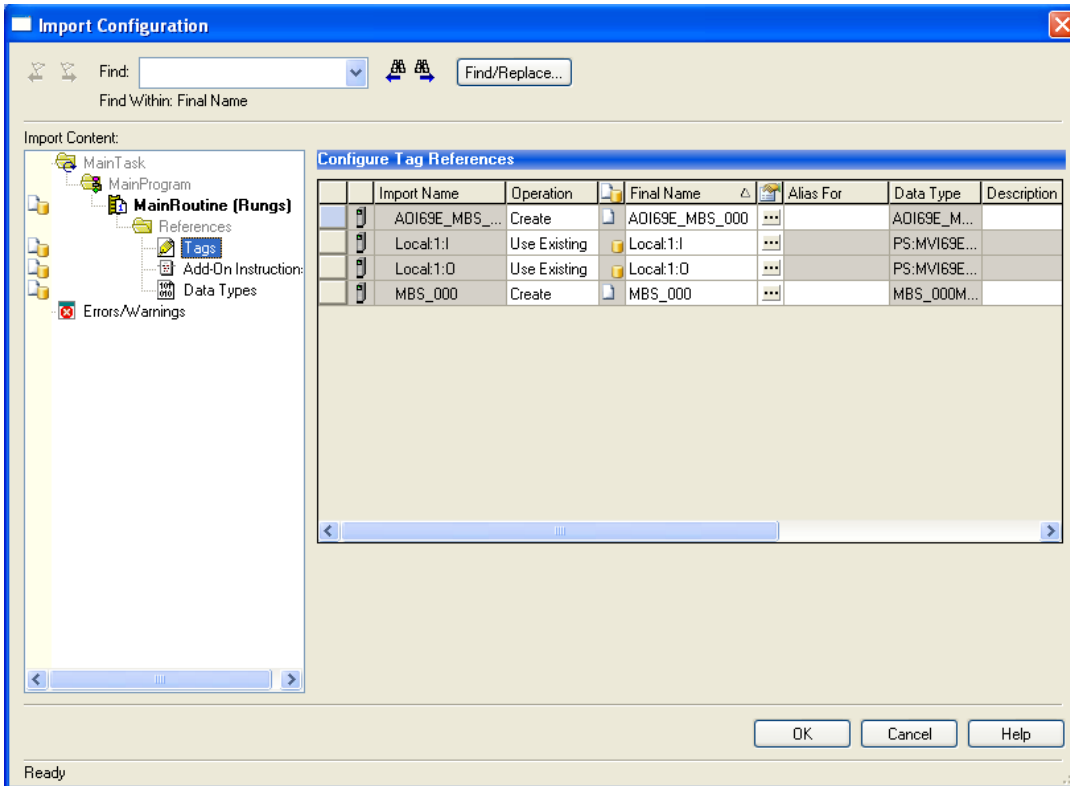 Import Configuration
Find:
Find/Replace...
Find Within: Final Name
Import Content:
MainTask
MainProgram
MainRoutine (Rungs)
References
Tags
Add-On Instruction:
Data Types
Errors/Warnings
Configure Tag References
Import Name Operation Final Name Alias For Data Type Description
AOI69E_MBS_... Create AOI69E_MBS_000 ... AOI69E_M...
Local:1:I Use Existing Local:1:I ... PS:MVI69E...
Local:1:O Use Existing Local:1:O ... PS:MVI69E...
MBS_000 Create MBS_000 ... MBS_000M...
OK Cancel Help
Ready